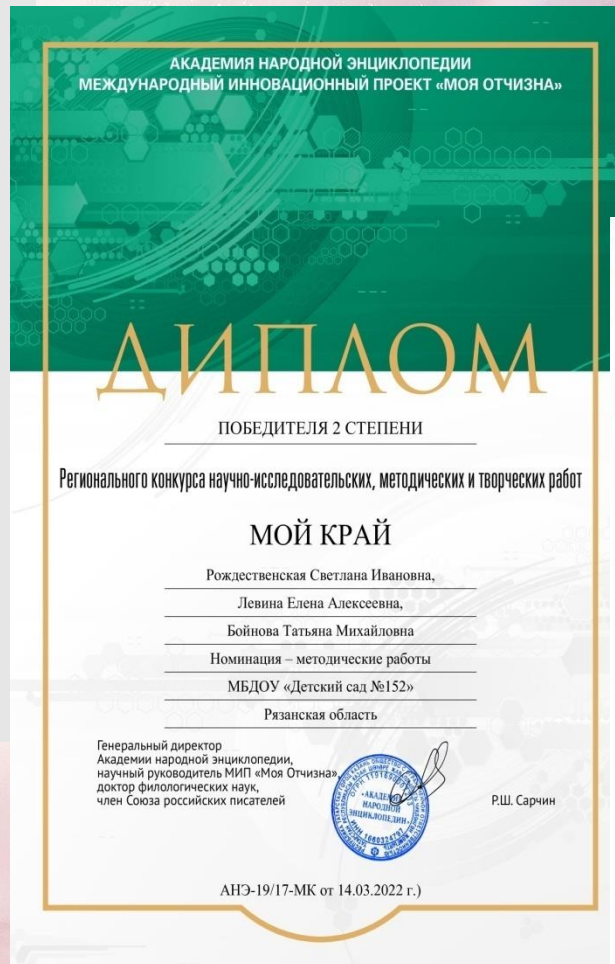 АКАДЕМИЯ НАРОДНОЙ ЭНЦИКЛОПЕДИИ
МЕЖДУНАРОДНЫЙ ИННОВАЦИОННЫЙ ПРОЕКТ «МОЯ ОТЧИЗНА»
ДИПЛОМ
ПОБЕДИТЕЛЯ 2 СТЕПЕНИ
Регионального конкурса научно-исследовательских, методических и творческих работ
МОЙ КРАЙ
Рождественская Светлана Ивановна,
Левина Елена Алексеевна,
Бойнова Татьяна Михайловна
Номинация – методические работы
МБДОУ «Детский сад №152»
Рязанская область
Генеральный директор
Академии народной энциклопедии,
научный руководитель МИП «Моя Отчизна»,
доктор филологических наук,
член Союза российских писателей
«АКАДЕМИЯ
НАРОДНОЙ
ЭНЦИКЛОПЕДИИ»
Р.Ш. Сарчин
АНЭ-19/17-МК от 14.03.2022 г.)